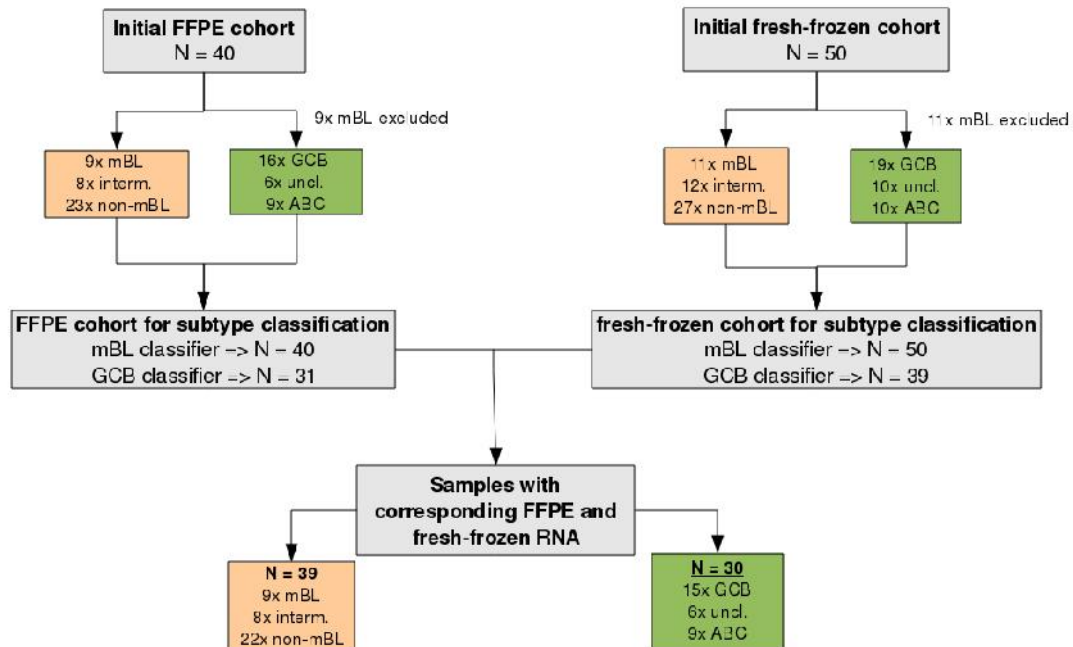 Initial FFPE cohort
N = 40
Initial fresh-frozen cohort
N = 50
9x mBL excluded
11x mBL excluded
9x mBL
8x interm.
23x non-mBL
16x GCB
6x uncl.
9x ABC
11x mBL
12x interm.
27x non-mBL
19x GCB
10x uncl.
10x ABC
FFPE cohort for subtype classification
mBL classifier –> N – 40
GCB classifier => N = 31
fresh-frozen cohort for subtype classification
mBL classifier –> N – 50
GCB classifier => N = 39
Samples with
corresponding FFPE and
fresh-frozen RNA
N = 39
9x mBL
8x interm.
22x non-mBL
N = 30
15x GCB
6x uncl.
9x ABC